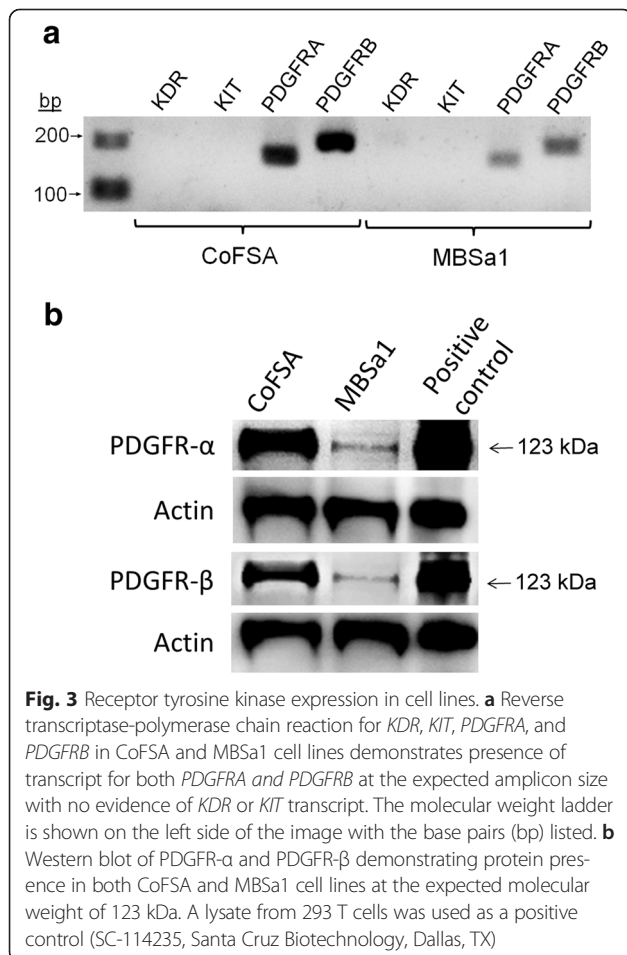 a
KDR KIT PDGFRA PDGFRB KDR KIT PDGFRA PDGFRB
bp
200→
100→
CoFSA MBSa1
b
CoFSA MBSa1 Positive control
PDGFR-α ←123 kDa
Actin
PDGFR-β ←123 kDa
Actin
Fig. 3 Receptor tyrosine kinase expression in cell lines. a Reverse
transcriptase-polymerase chain reaction for KDR, KIT, PDGFRA, and
PDGFRB in CoFSA and MBSa1 cell lines demonstrates presence of
transcript for both PDGFRA and PDGFRB at the expected amplicon size
with no evidence of KDR or KIT transcript. The molecular weight ladder
is shown on the left side of the image with the base pairs (bp) listed. b
Western blot of PDGFR-α and PDGFR-β demonstrating protein pres-
ence in both CoFSA and MBSa1 cell lines at the expected molecular
weight of 123 kDa. A lysate from 293 T cells was used as a positive
control (SC-114235, Santa Cruz Biotechnology, Dallas, TX)